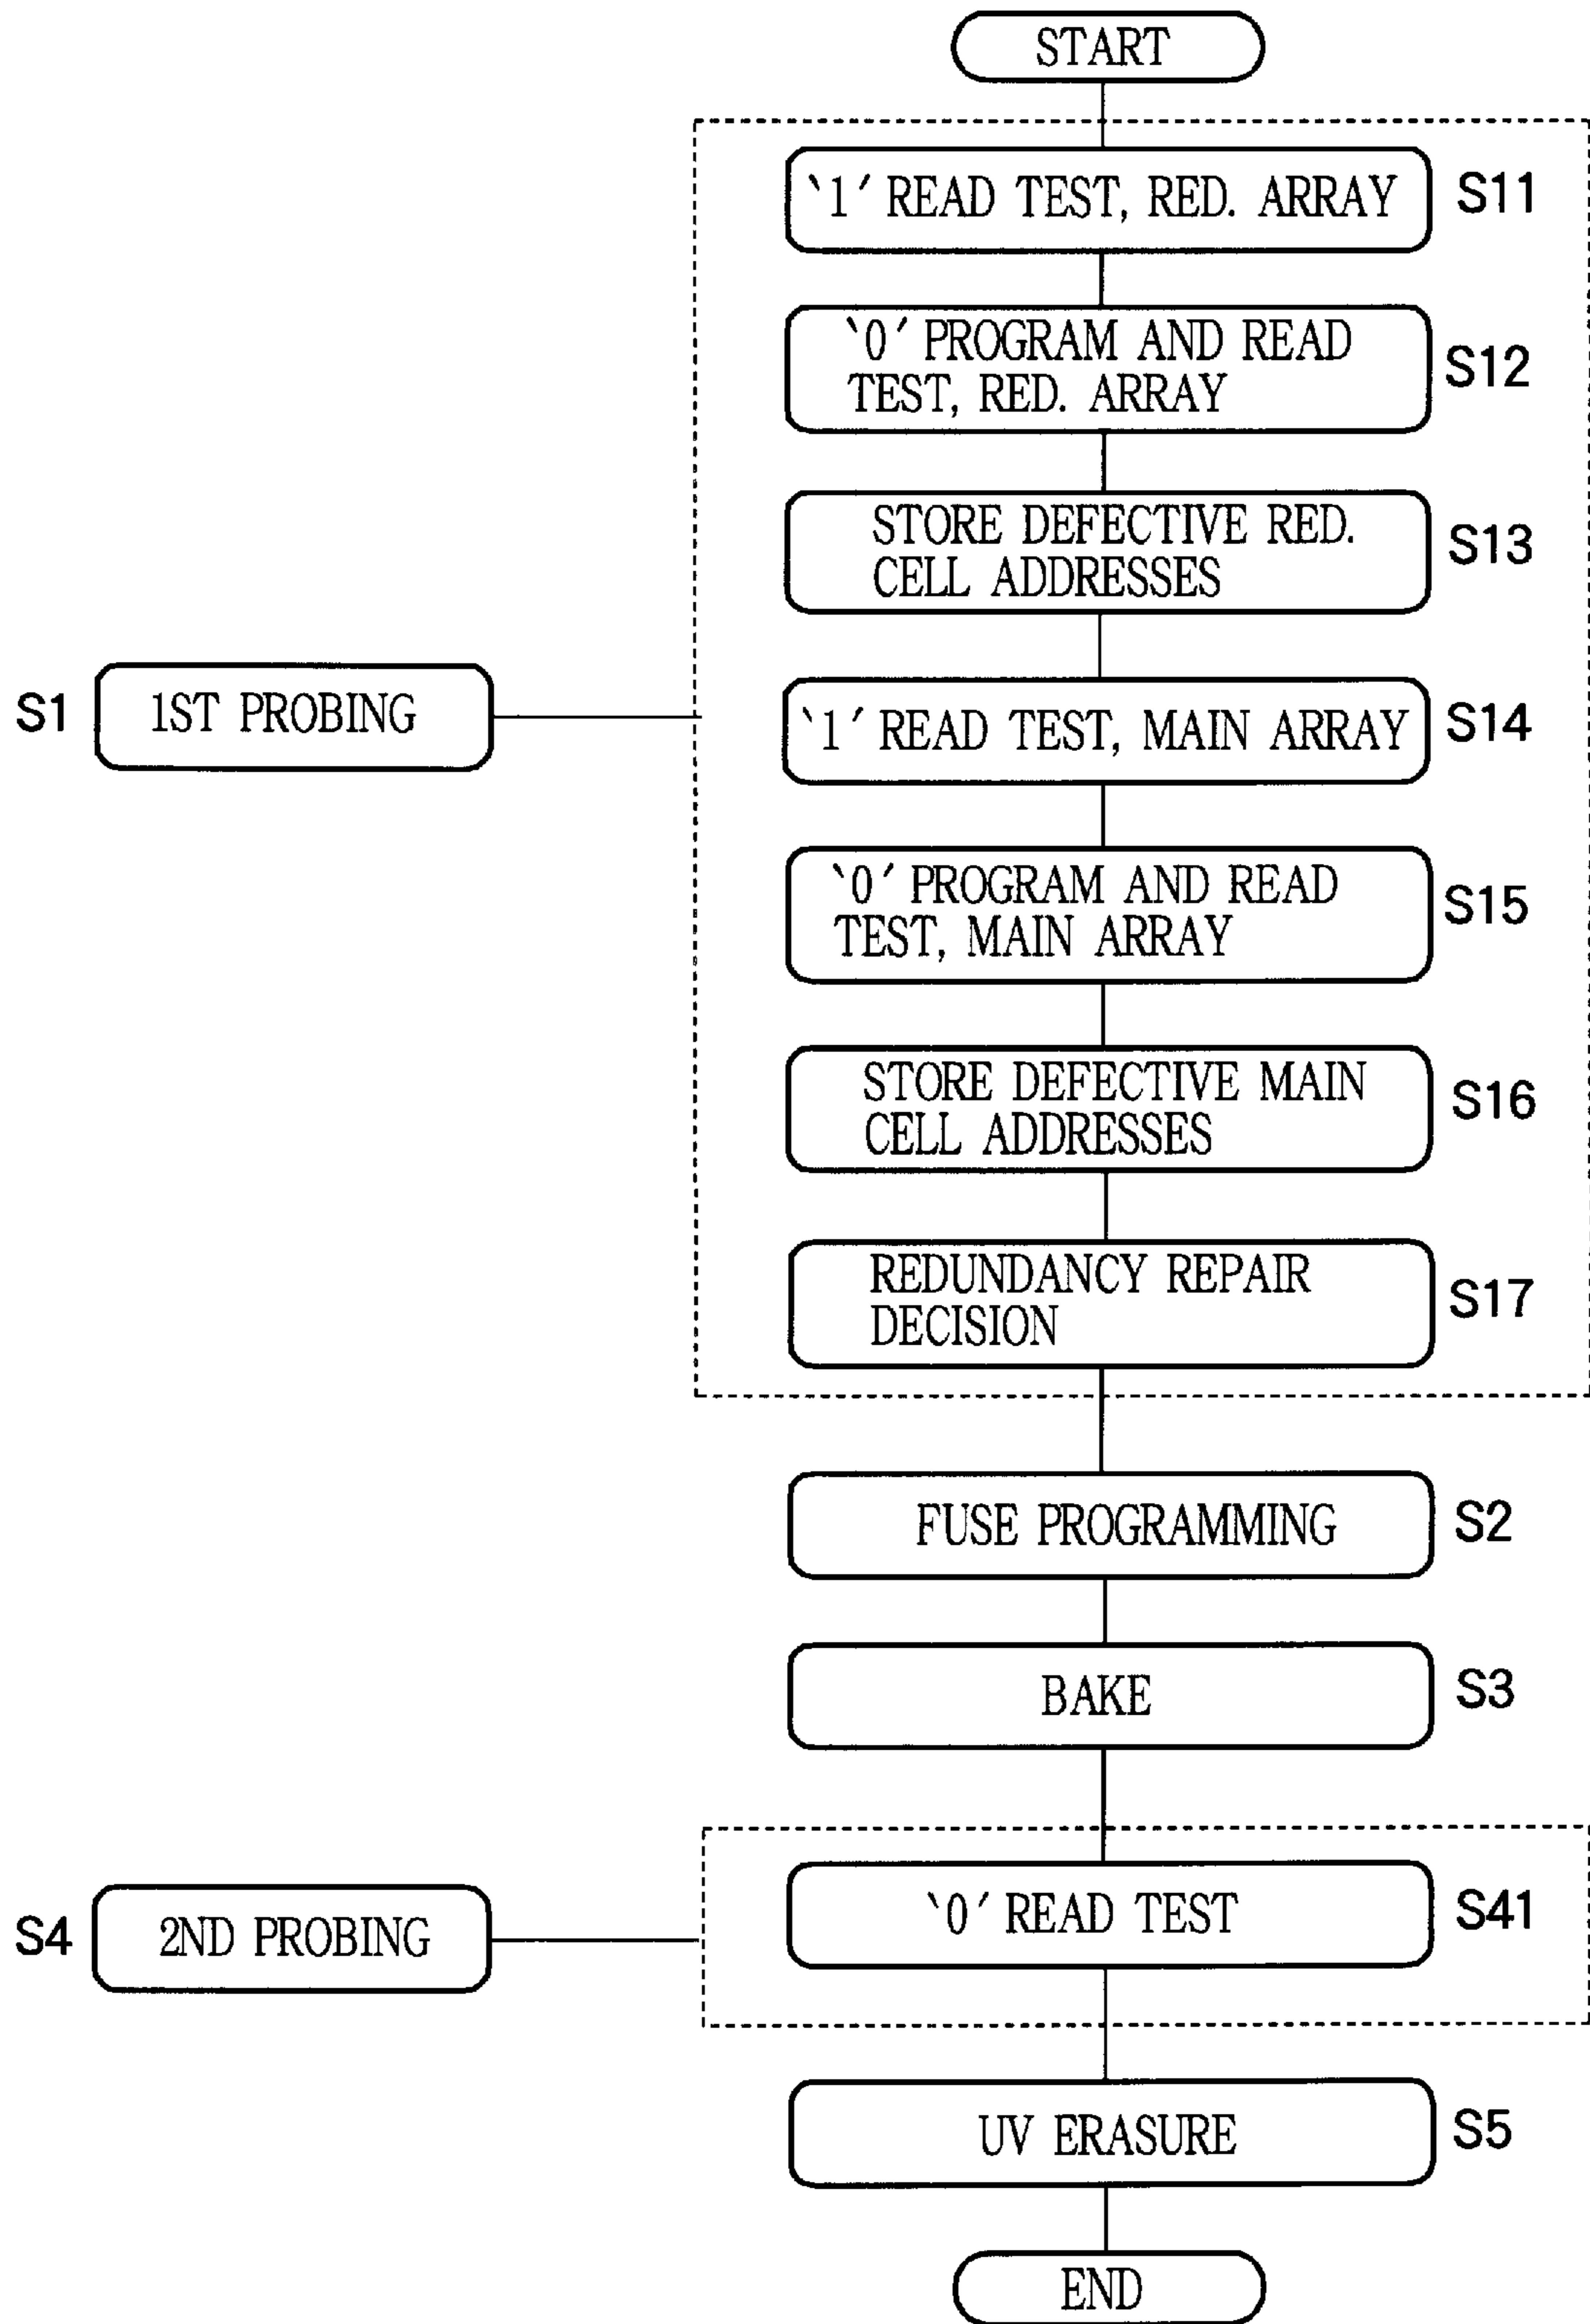 START
`1´ READ TEST, RED. ARRAY
S11
`0´ PROGRAM AND READ
TEST, RED. ARRAY
S12
STORE DEFECTIVE RED.
CELL ADDRESSES
S13
S1
1ST PROBING
`1´ READ TEST, MAIN ARRAY
S14
`0´ PROGRAM AND READ
TEST, MAIN ARRAY
S15
STORE DEFECTIVE MAIN
CELL ADDRESSES
S16
REDUNDANCY REPAIR
DECISION
S17
FUSE PROGRAMMING
S2
BAKE
S3
S4
2ND PROBING
`0´ READ TEST
S41
UV ERASURE
S5
END